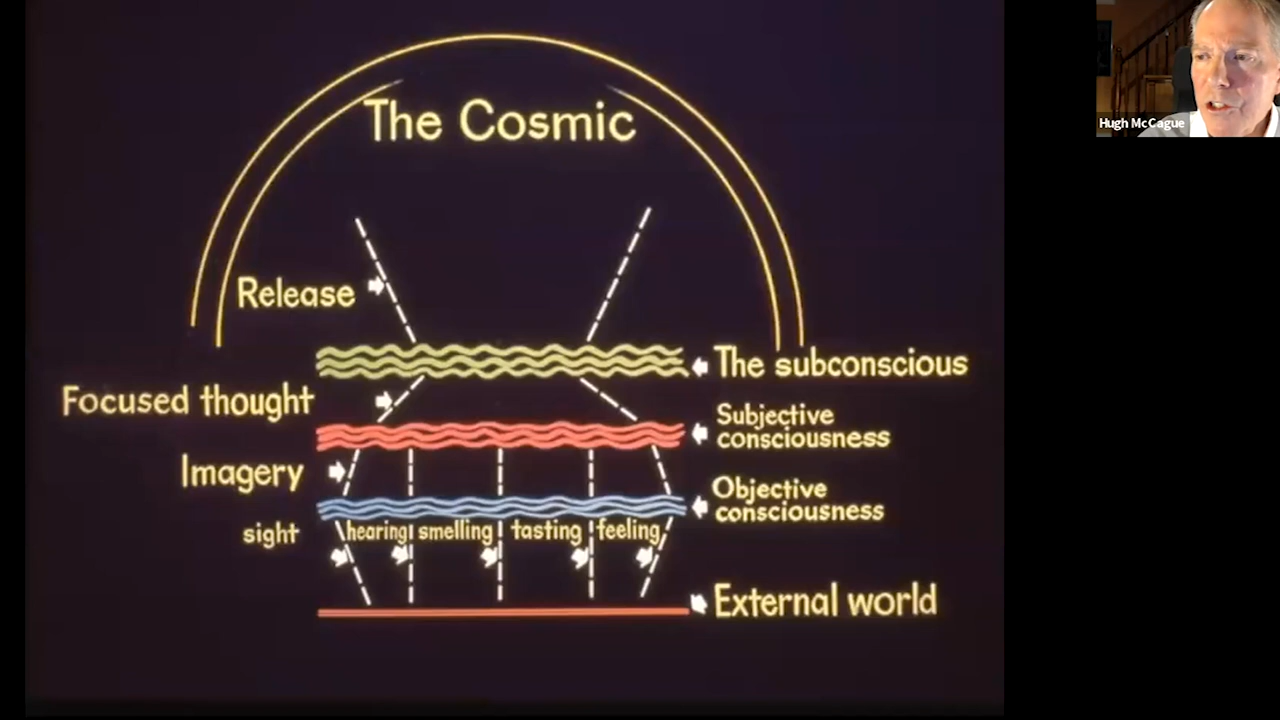 The Cosmic
Hugh McCague
Release
The subconscious
Focused thought
Subjective
consciousness
Imagery
Objective
consciousness
sight
hearing
smelling
tasting
feeling
External world